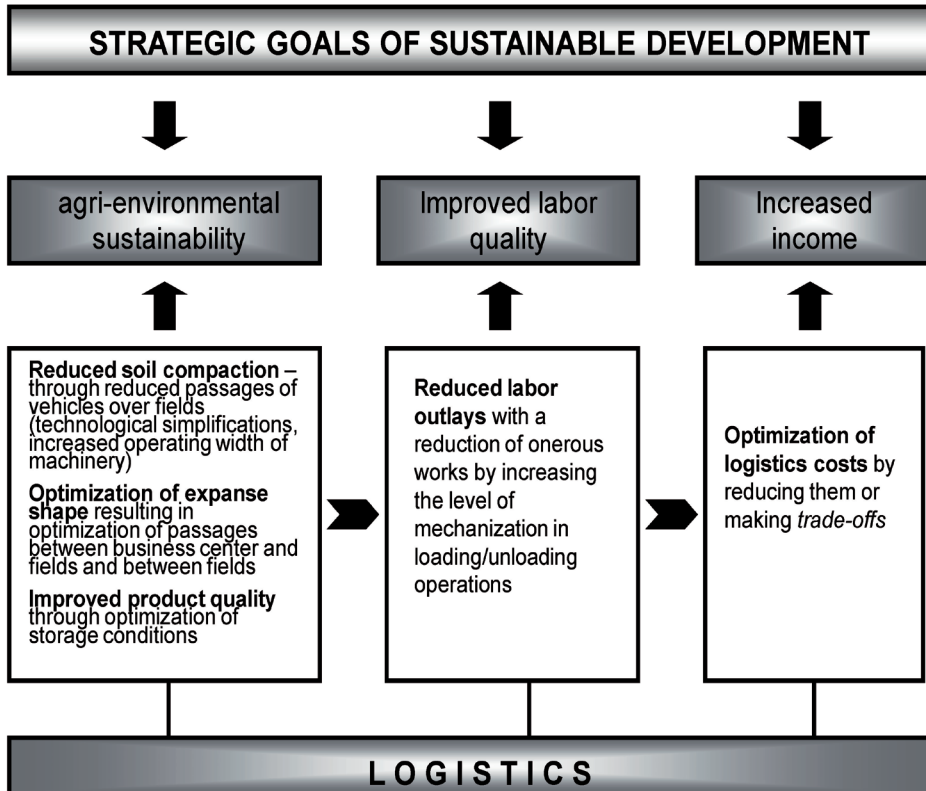 STRATEGIC GOALS OF SUSTAINABLE DEVELOPMENT
agri-environmental
sustainability
Improved labor
quality
Increased
income
Reduced soil compaction –
through reduced passages of
vehicles over fields
(technological simplifications,
increased operating width of
machinery)
Optimization of expanse
shape resulting in
optimization of passages
between business center and
fields and between fields
Improved product quality
through optimization of
storage conditions
Reduced labor
outlays with a
reduction of onerous
works by increasing
the level of
mechanization in
loading/unloading
operations
Optimization of
logistics costs by
reducing them or
making trade-offs
LOGISTICS